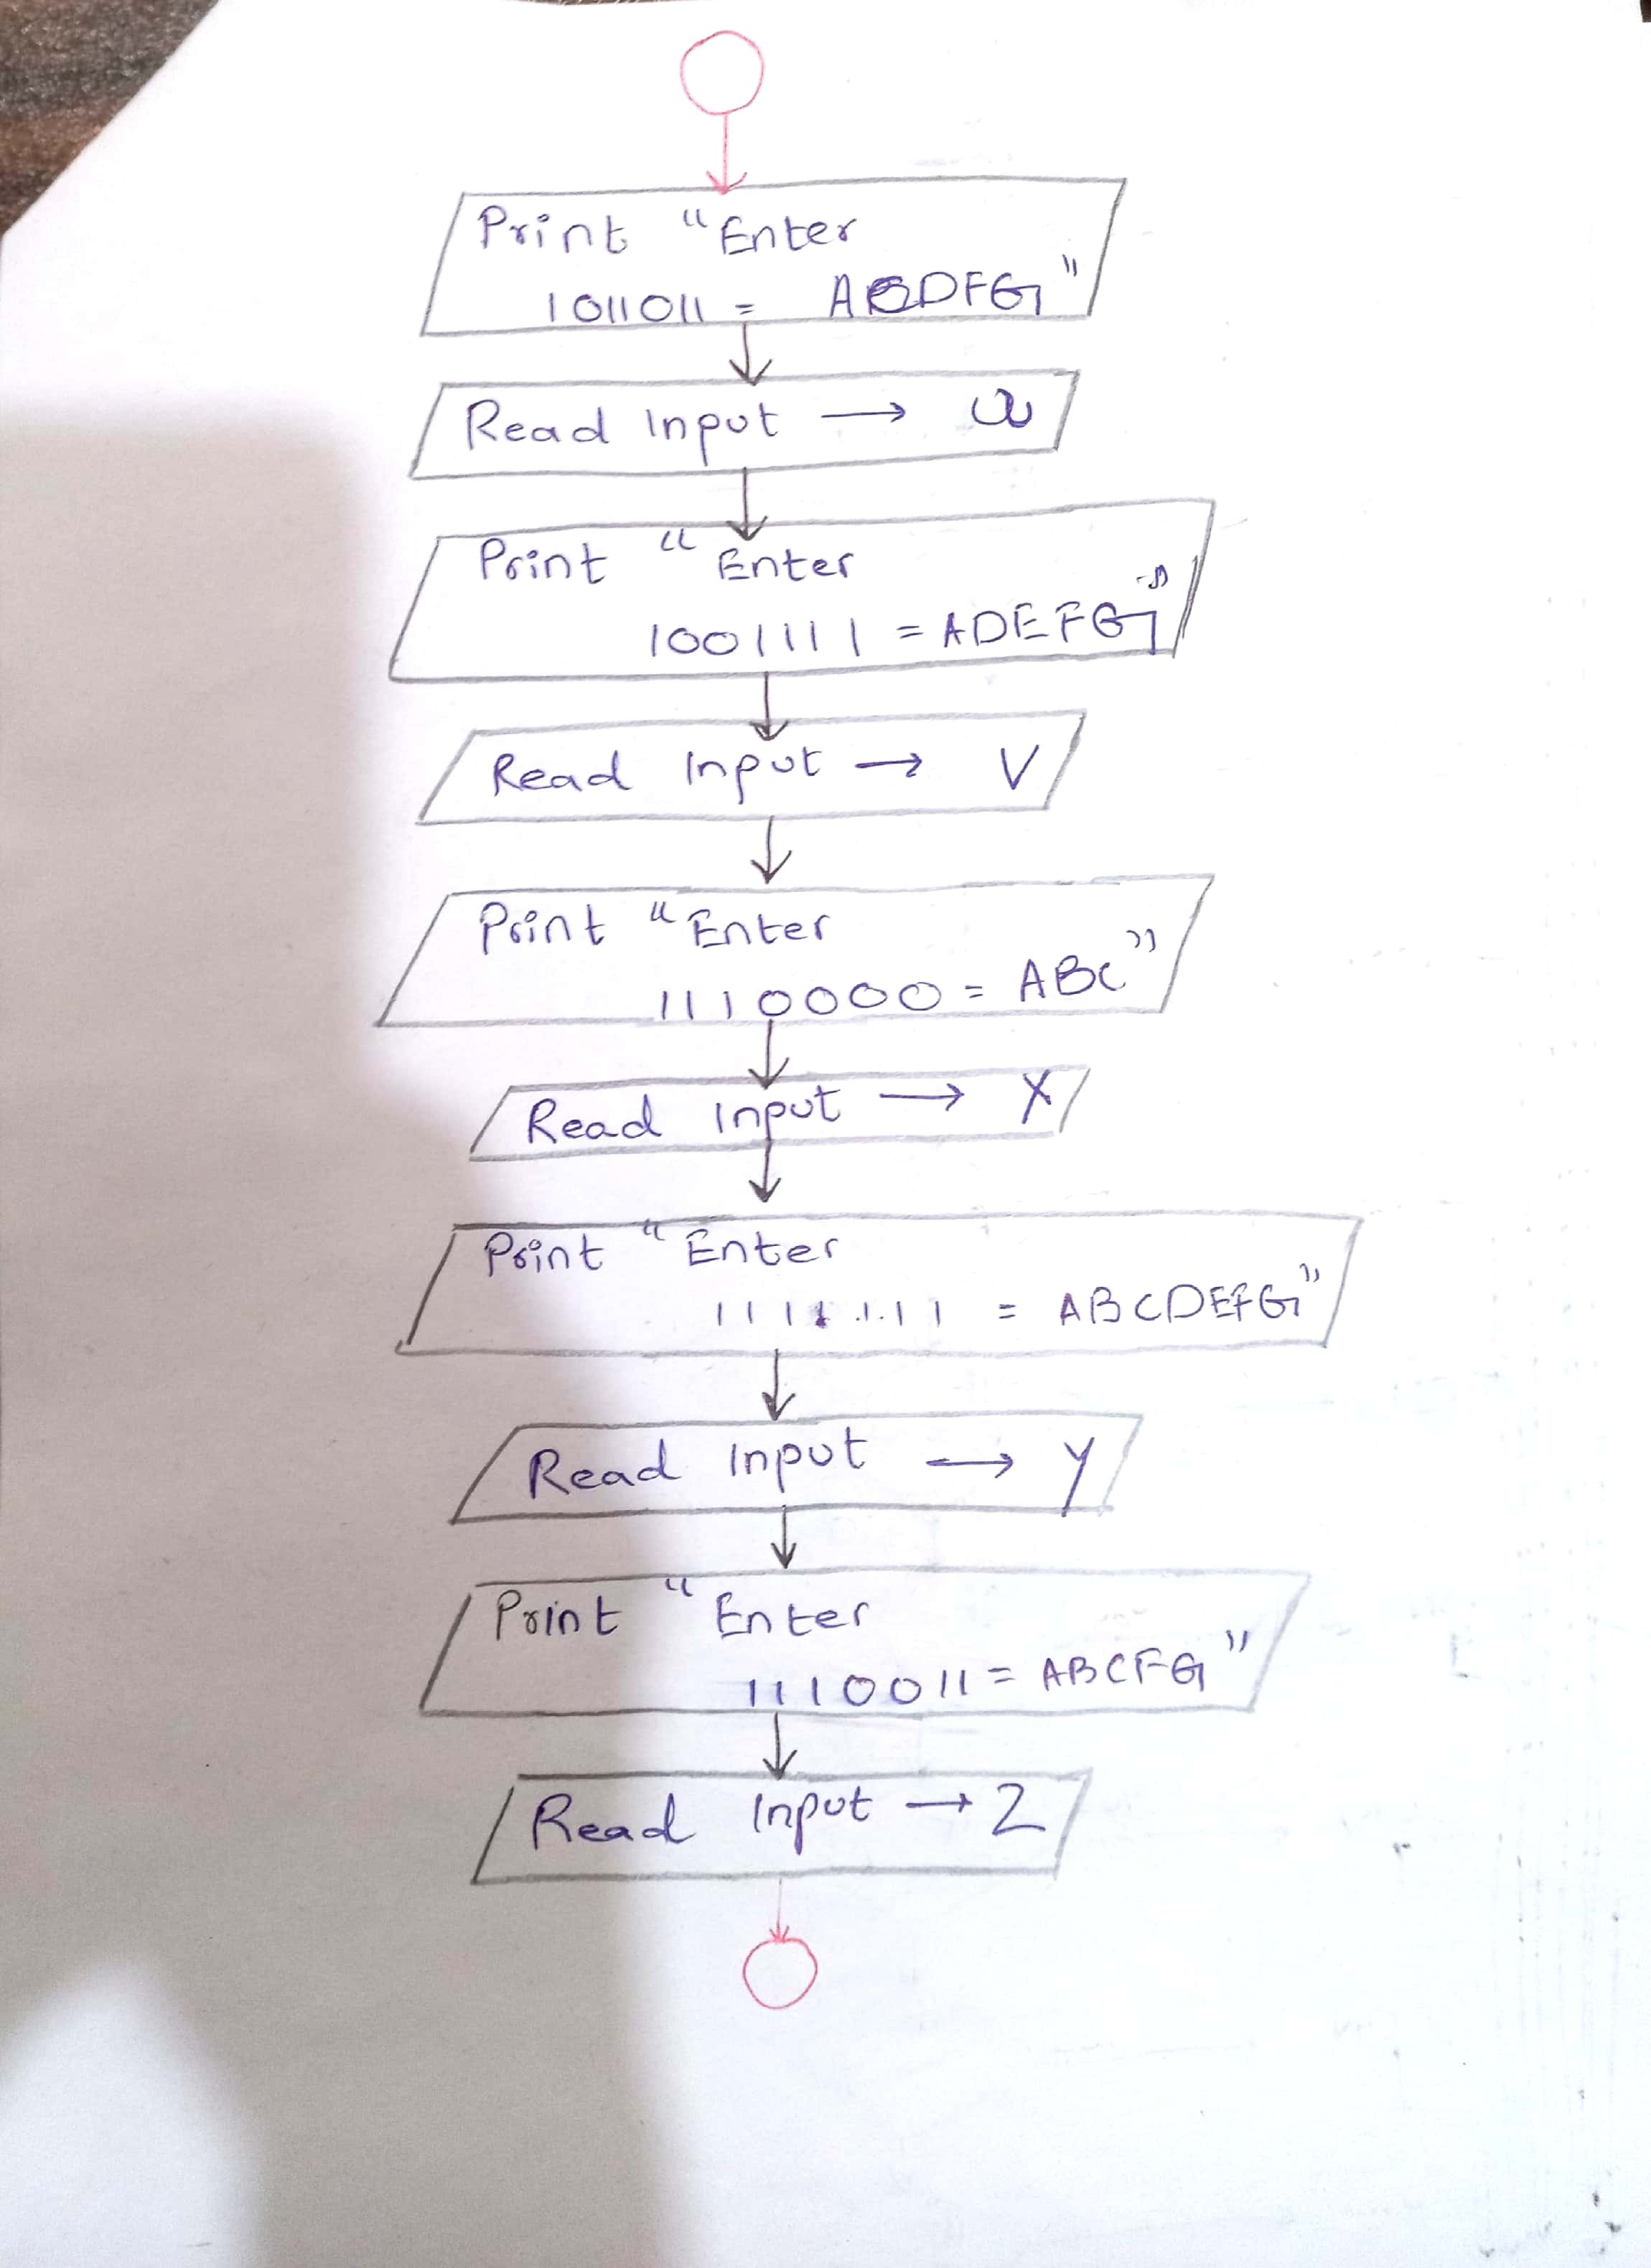 Print "Enter
1011011 = ACDFG"
Read Input → W
Print "Enter
1001111 = ADEFG"
Read Input → V
Print "Enter
1110000 = ABC"
Read Input → X
Print "Enter
1111111 = ABCDEFG"
Read Input → Y
Print "Enter
1110011 = ABCFG"
Read Input → Z